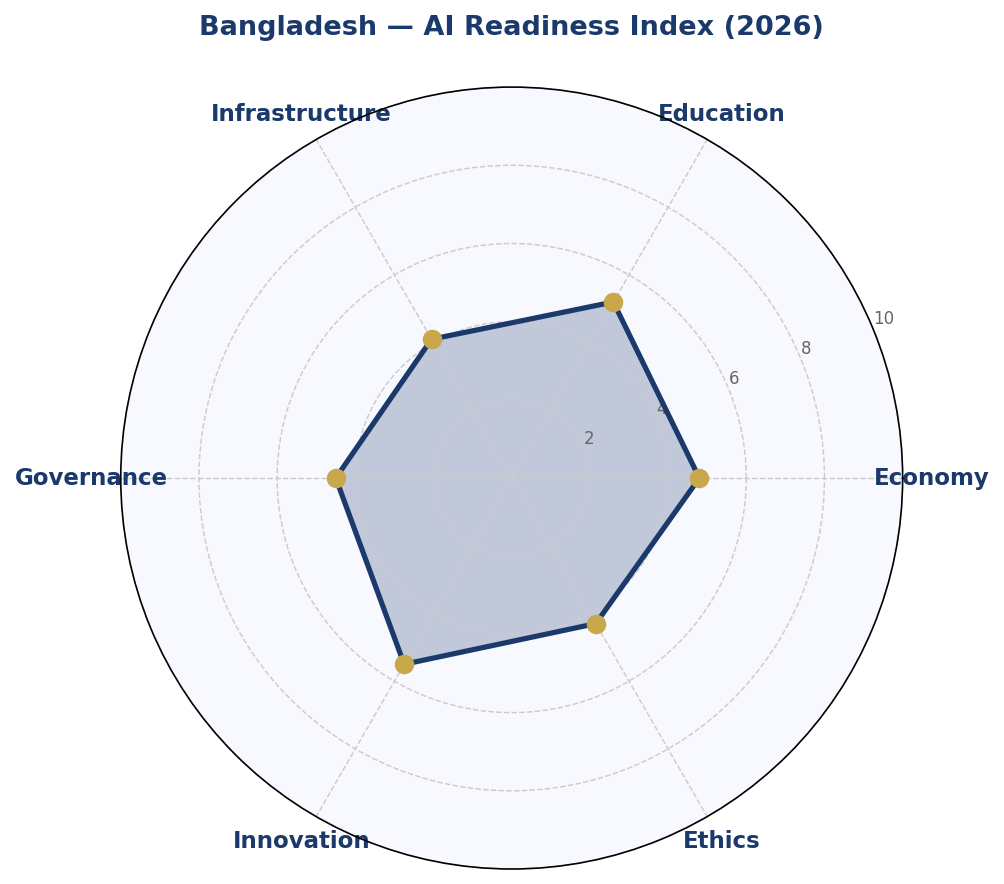 Bangladesh — AI Readiness Index (2026)
Infrastructure
Education
10
8
6
4
2
Governance
Economy
Innovation
Ethics